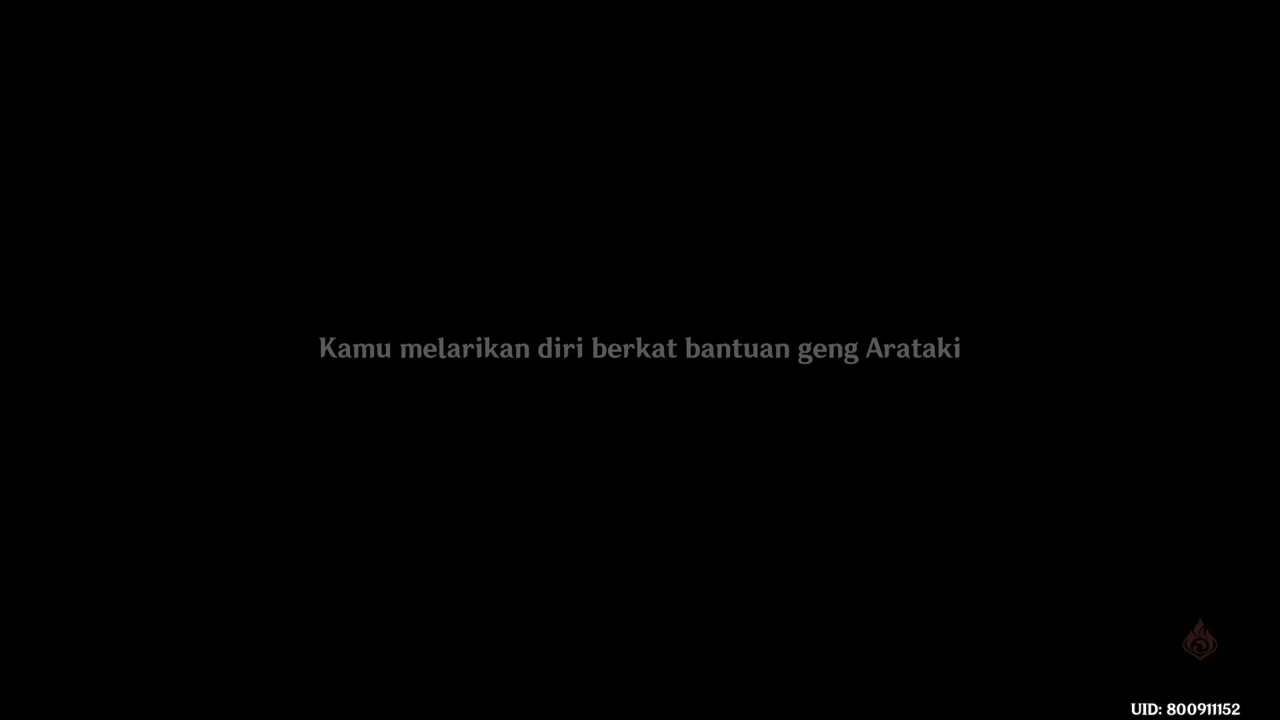 Kamu melarikan diri berkat bantuan geng Arataki
UID: 800911152